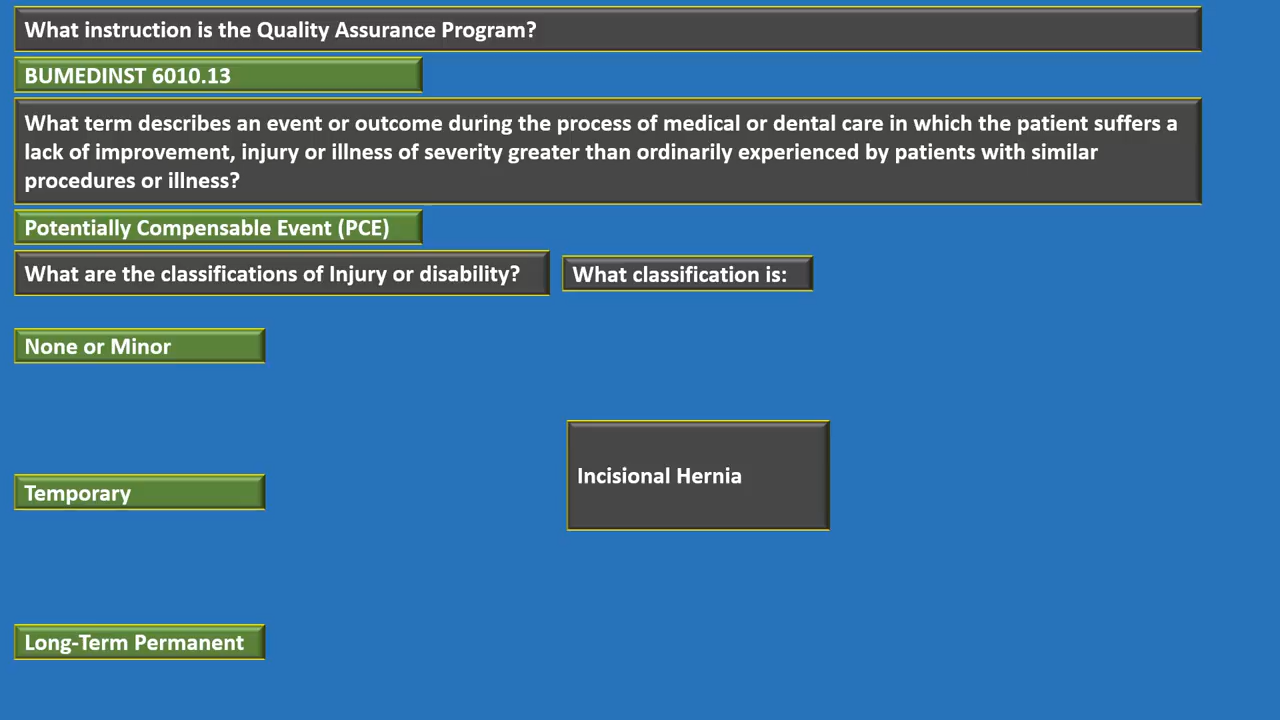 What instruction is the Quality Assurance Program?
BUMEDINST 6010.13
What term describes an event or outcome during the process of medical or dental care in which the patient suffers a
lack of improvement, injury or illness of severity greater than ordinarily experienced by patients with similar
procedures or illness?
Potentially Compensable Event (PCE)
What are the classifications of Injury or disability?
What classification is:
None or Minor
Incisional Hernia
Temporary
Long-Term Permanent